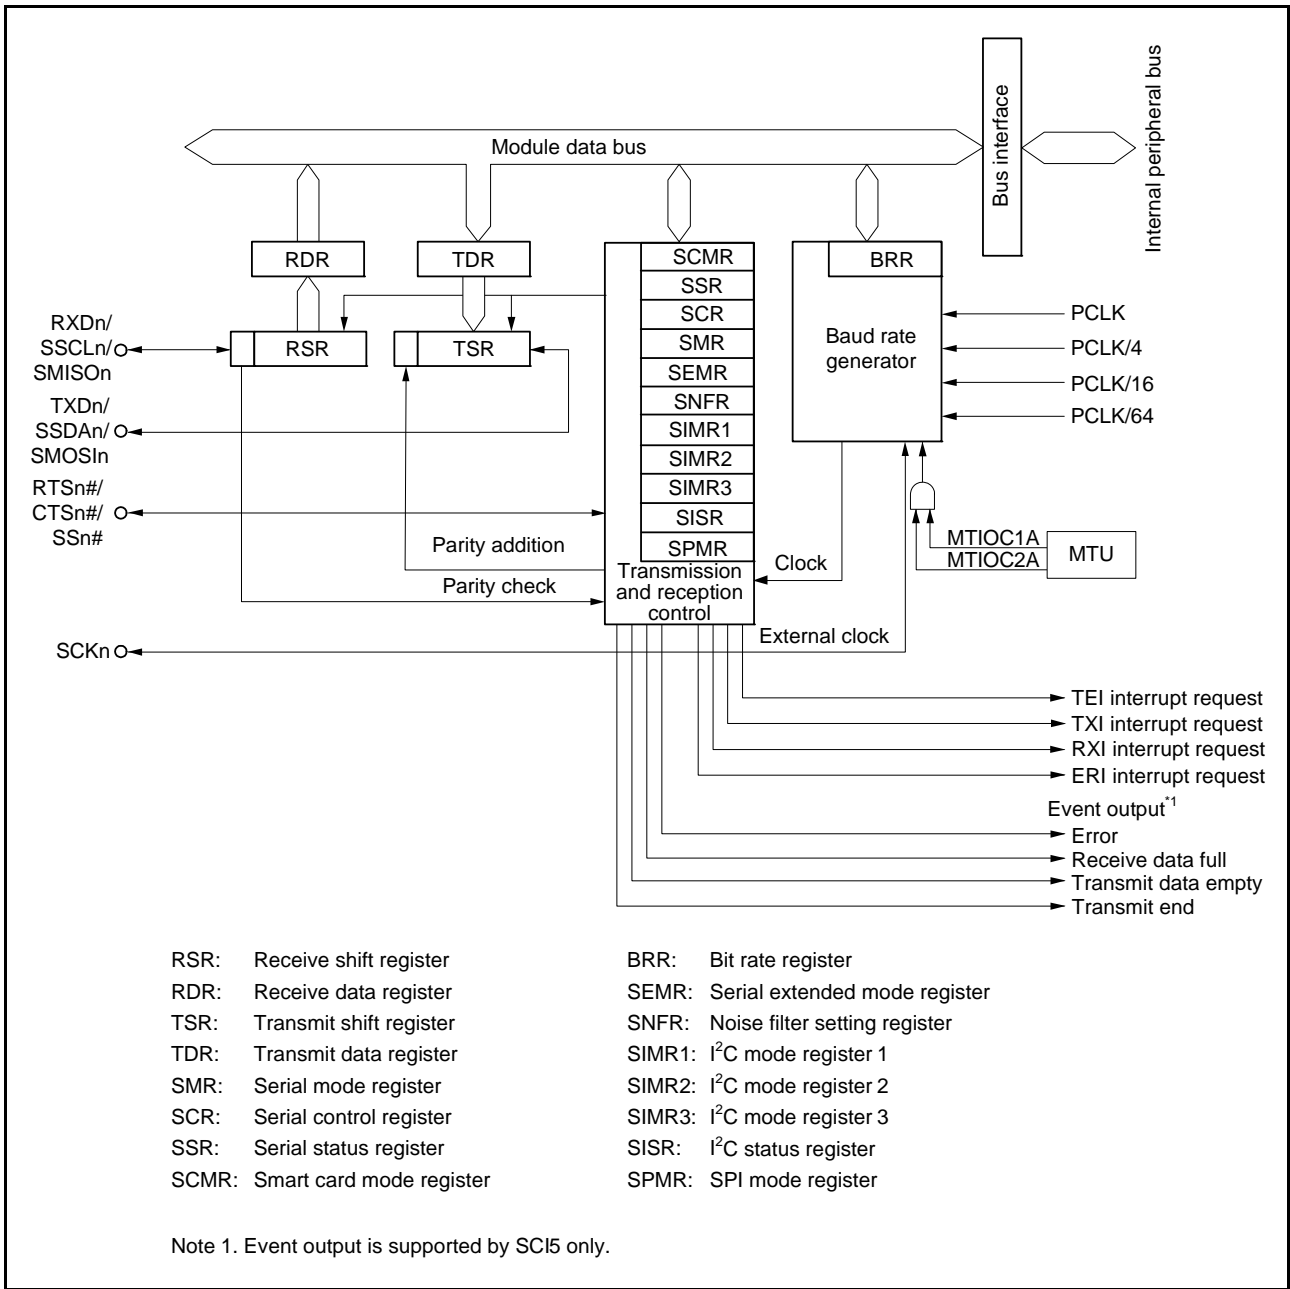 Module data bus
Bus interface
Internal peripheral bus
RDR
TDR
SCMR
BRR
SSR
SCR
SMR
SEMR
SNFR
SIMR1
SIMR2
SIMR3
SISR
SPMR
Transmission
and reception
control
RSR
TSR
Baud rate
generator
PCLK
PCLK/4
PCLK/16
PCLK/64
RXDn/
SSCLn/
SMISOn
TXDn/
SSDAn/
SMOSIn
RTSn#/
CTSn#/
SSn#
Parity addition
Parity check
Clock
MTIOC1A
MTIOC2A
MTU
External clock
SCKn
TEI interrupt request
TXI interrupt request
RXI interrupt request
ERI interrupt request
Event output*1
Error
Receive data full
Transmit data empty
Transmit end
RSR: Receive shift register
RDR: Receive data register
TSR: Transmit shift register
TDR: Transmit data register
SMR: Serial mode register
SCR: Serial control register
SSR: Serial status register
SCMR: Smart card mode register
BRR: Bit rate register
SEMR: Serial extended mode register
SNFR: Noise filter setting register
SIMR1: I²C mode register 1
SIMR2: I²C mode register 2
SIMR3: I²C mode register 3
SISR: I²C status register
SPMR: SPI mode register
Note 1. Event output is supported by SCI5 only.